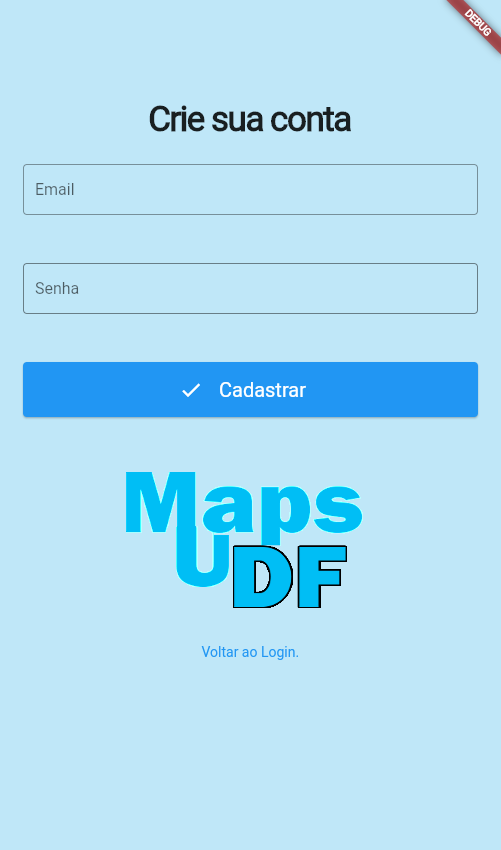 DEBUG
Crie sua conta
Email
Senha
Cadastrar
Maps
UDF
Voltar ao Login.